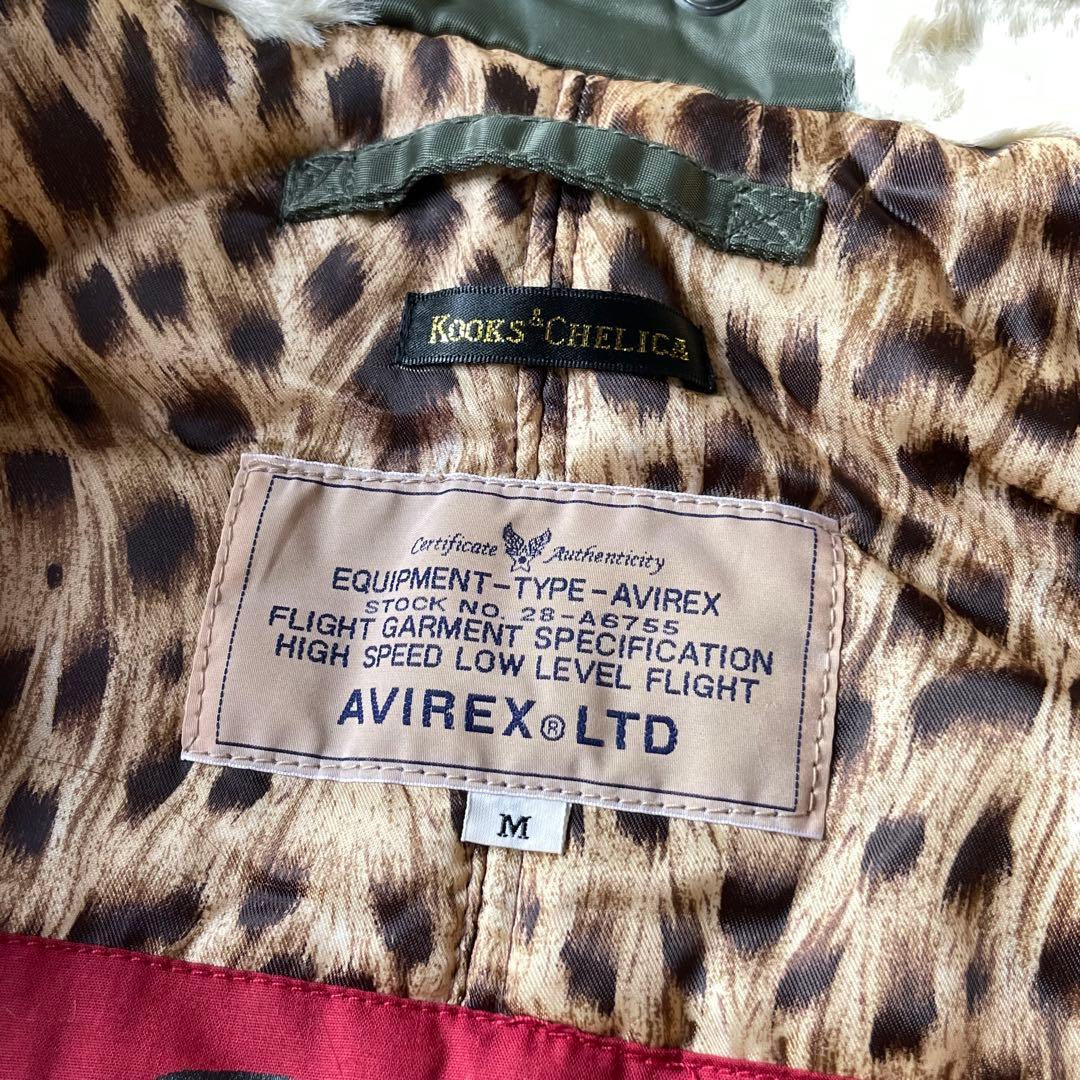 KOOKS & CHELICA
Certificate Authenticity
EQUIPMENT-TYPE-AVIREX
STOCK NO. 28-A6755
FLIGHT GARMENT SPECIFICATION
HIGH SPEED LOW LEVEL FLIGHT
AVIREX® LTD
M